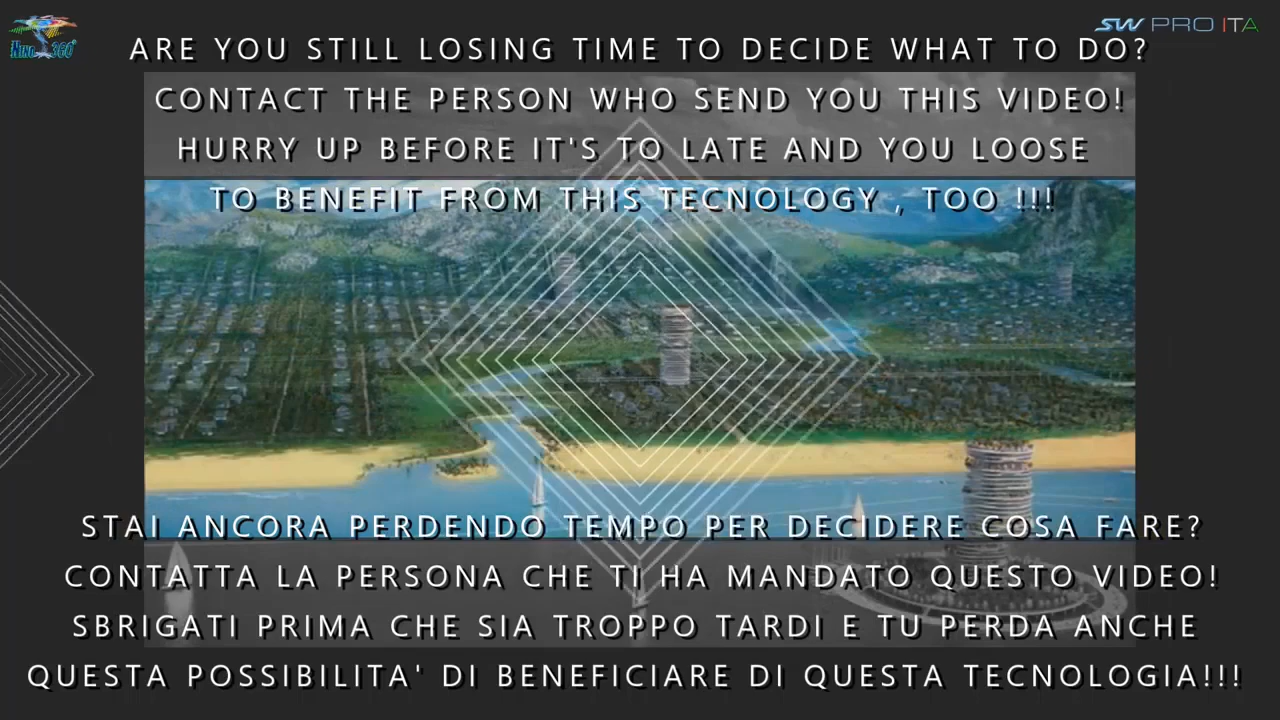 Nino 360°
SW PRO ITA
ARE YOU STILL LOSING TIME TO DECIDE WHAT TO DO?
CONTACT THE PERSON WHO SEND YOU THIS VIDEO!
HURRY UP BEFORE IT'S TO LATE AND YOU LOOSE
TO BENEFIT FROM THIS TECNOLOGY , TOO !!!
STAI ANCORA PERDENDO TEMPO PER DECIDERE COSA FARE?
CONTATTA LA PERSONA CHE TI HA MANDATO QUESTO VIDEO!
SBRIGATI PRIMA CHE SIA TROPPO TARDI E TU PERDA ANCHE
QUESTA POSSIBILITA' DI BENEFICIARE DI QUESTA TECNOLOGIA!!!